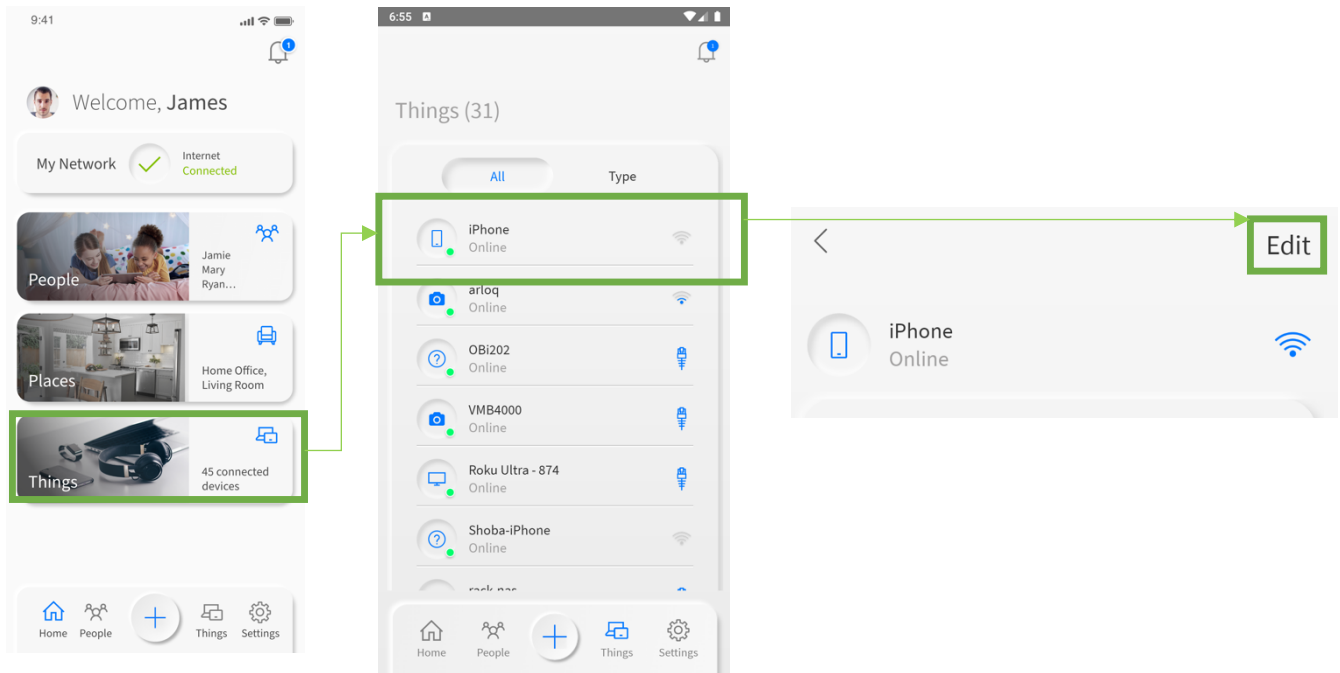 9:41
1
Welcome, James
My Network
Internet
Connected
People
Jamie
Mary
Ryan...
Places
Home Office,
Living Room
Things
45 connected
devices
Home
People
Things
Settings
6:55
Things (31)
All
Type
iPhone
Online
arloq
Online
OBi202
Online
VMB4000
Online
Roku Ultra - 874
Online
Shoba-iPhone
Online
rack-nas
Home
People
Things
Settings
Edit
iPhone
Online